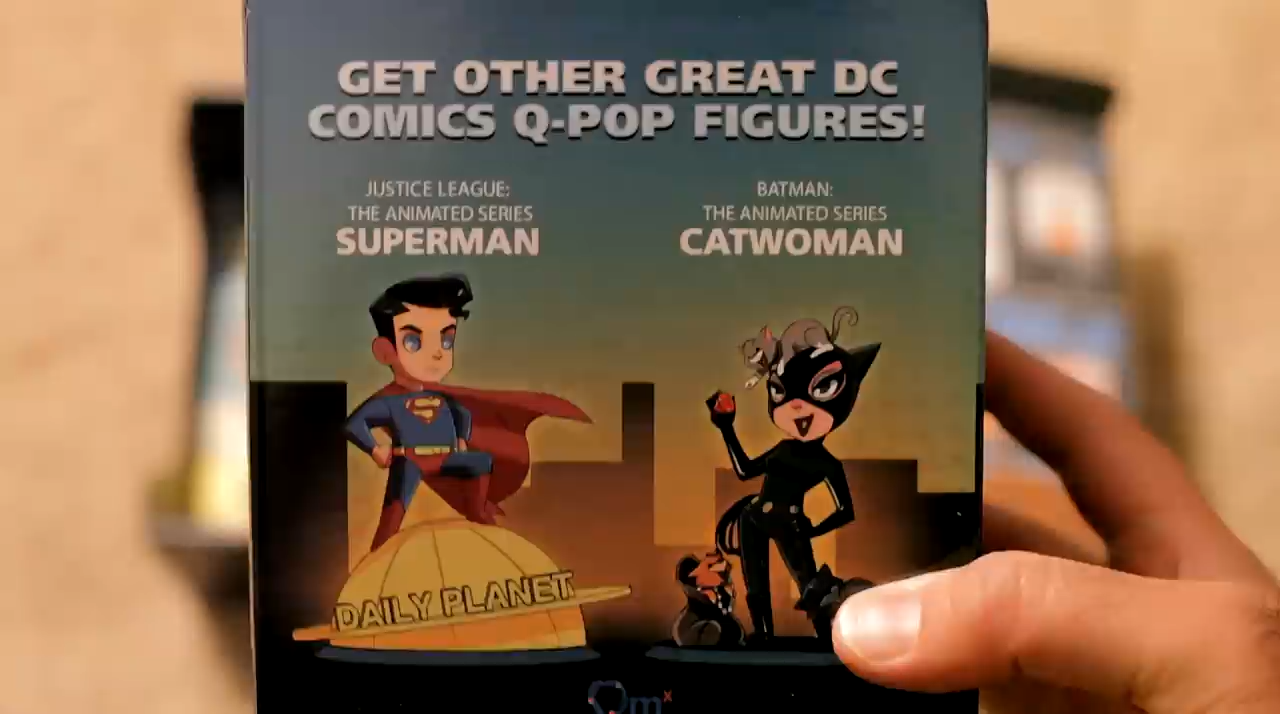 GET OTHER GREAT DC
COMICS Q-POP FIGURES!
JUSTICE LEAGUE:
THE ANIMATED SERIES
SUPERMAN
BATMAN:
THE ANIMATED SERIES
CATWOMAN
DAILY PLANET
Qmx